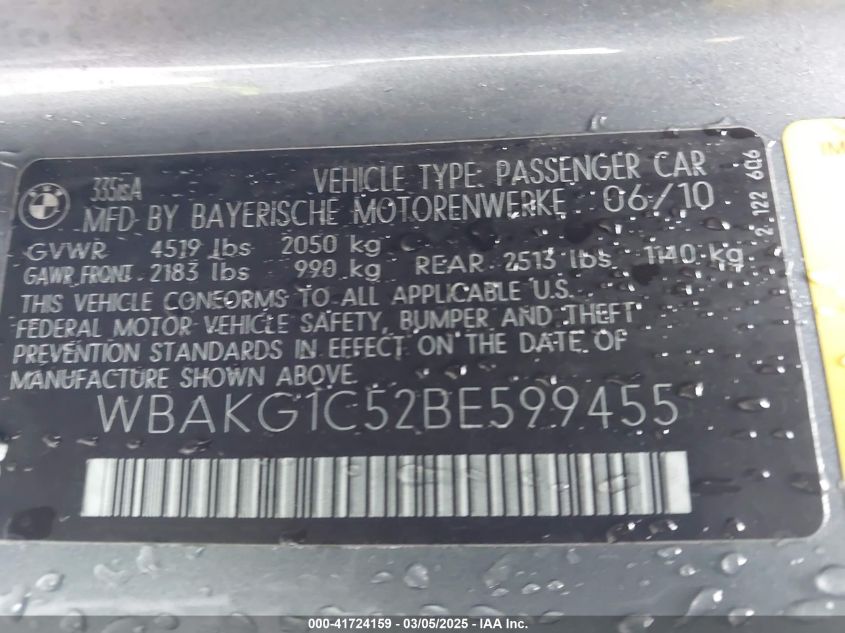 BMW
335isA VEHICLE TYPE: PASSENGER CAR
MFD BY BAYERISCHE MOTORENWERKE 06/10
GVWR 4519 lbs 2050 kg
GAWR FRONT: 2183 lbs 990 kg REAR 2513 lbs 1140 kg
THIS VEHICLE CONFORMS TO ALL APPLICABLE U.S.
FEDERAL MOTOR VEHICLE SAFETY, BUMPER AND THEFT
PREVENTION STANDARDS IN EFFECT ON THE DATE OF
MANUFACTURE SHOWN ABOVE.
WBAKG1C52BE599455
2 122 6Q6
IM
000-41724159 - 03/05/2025 - IAA Inc.